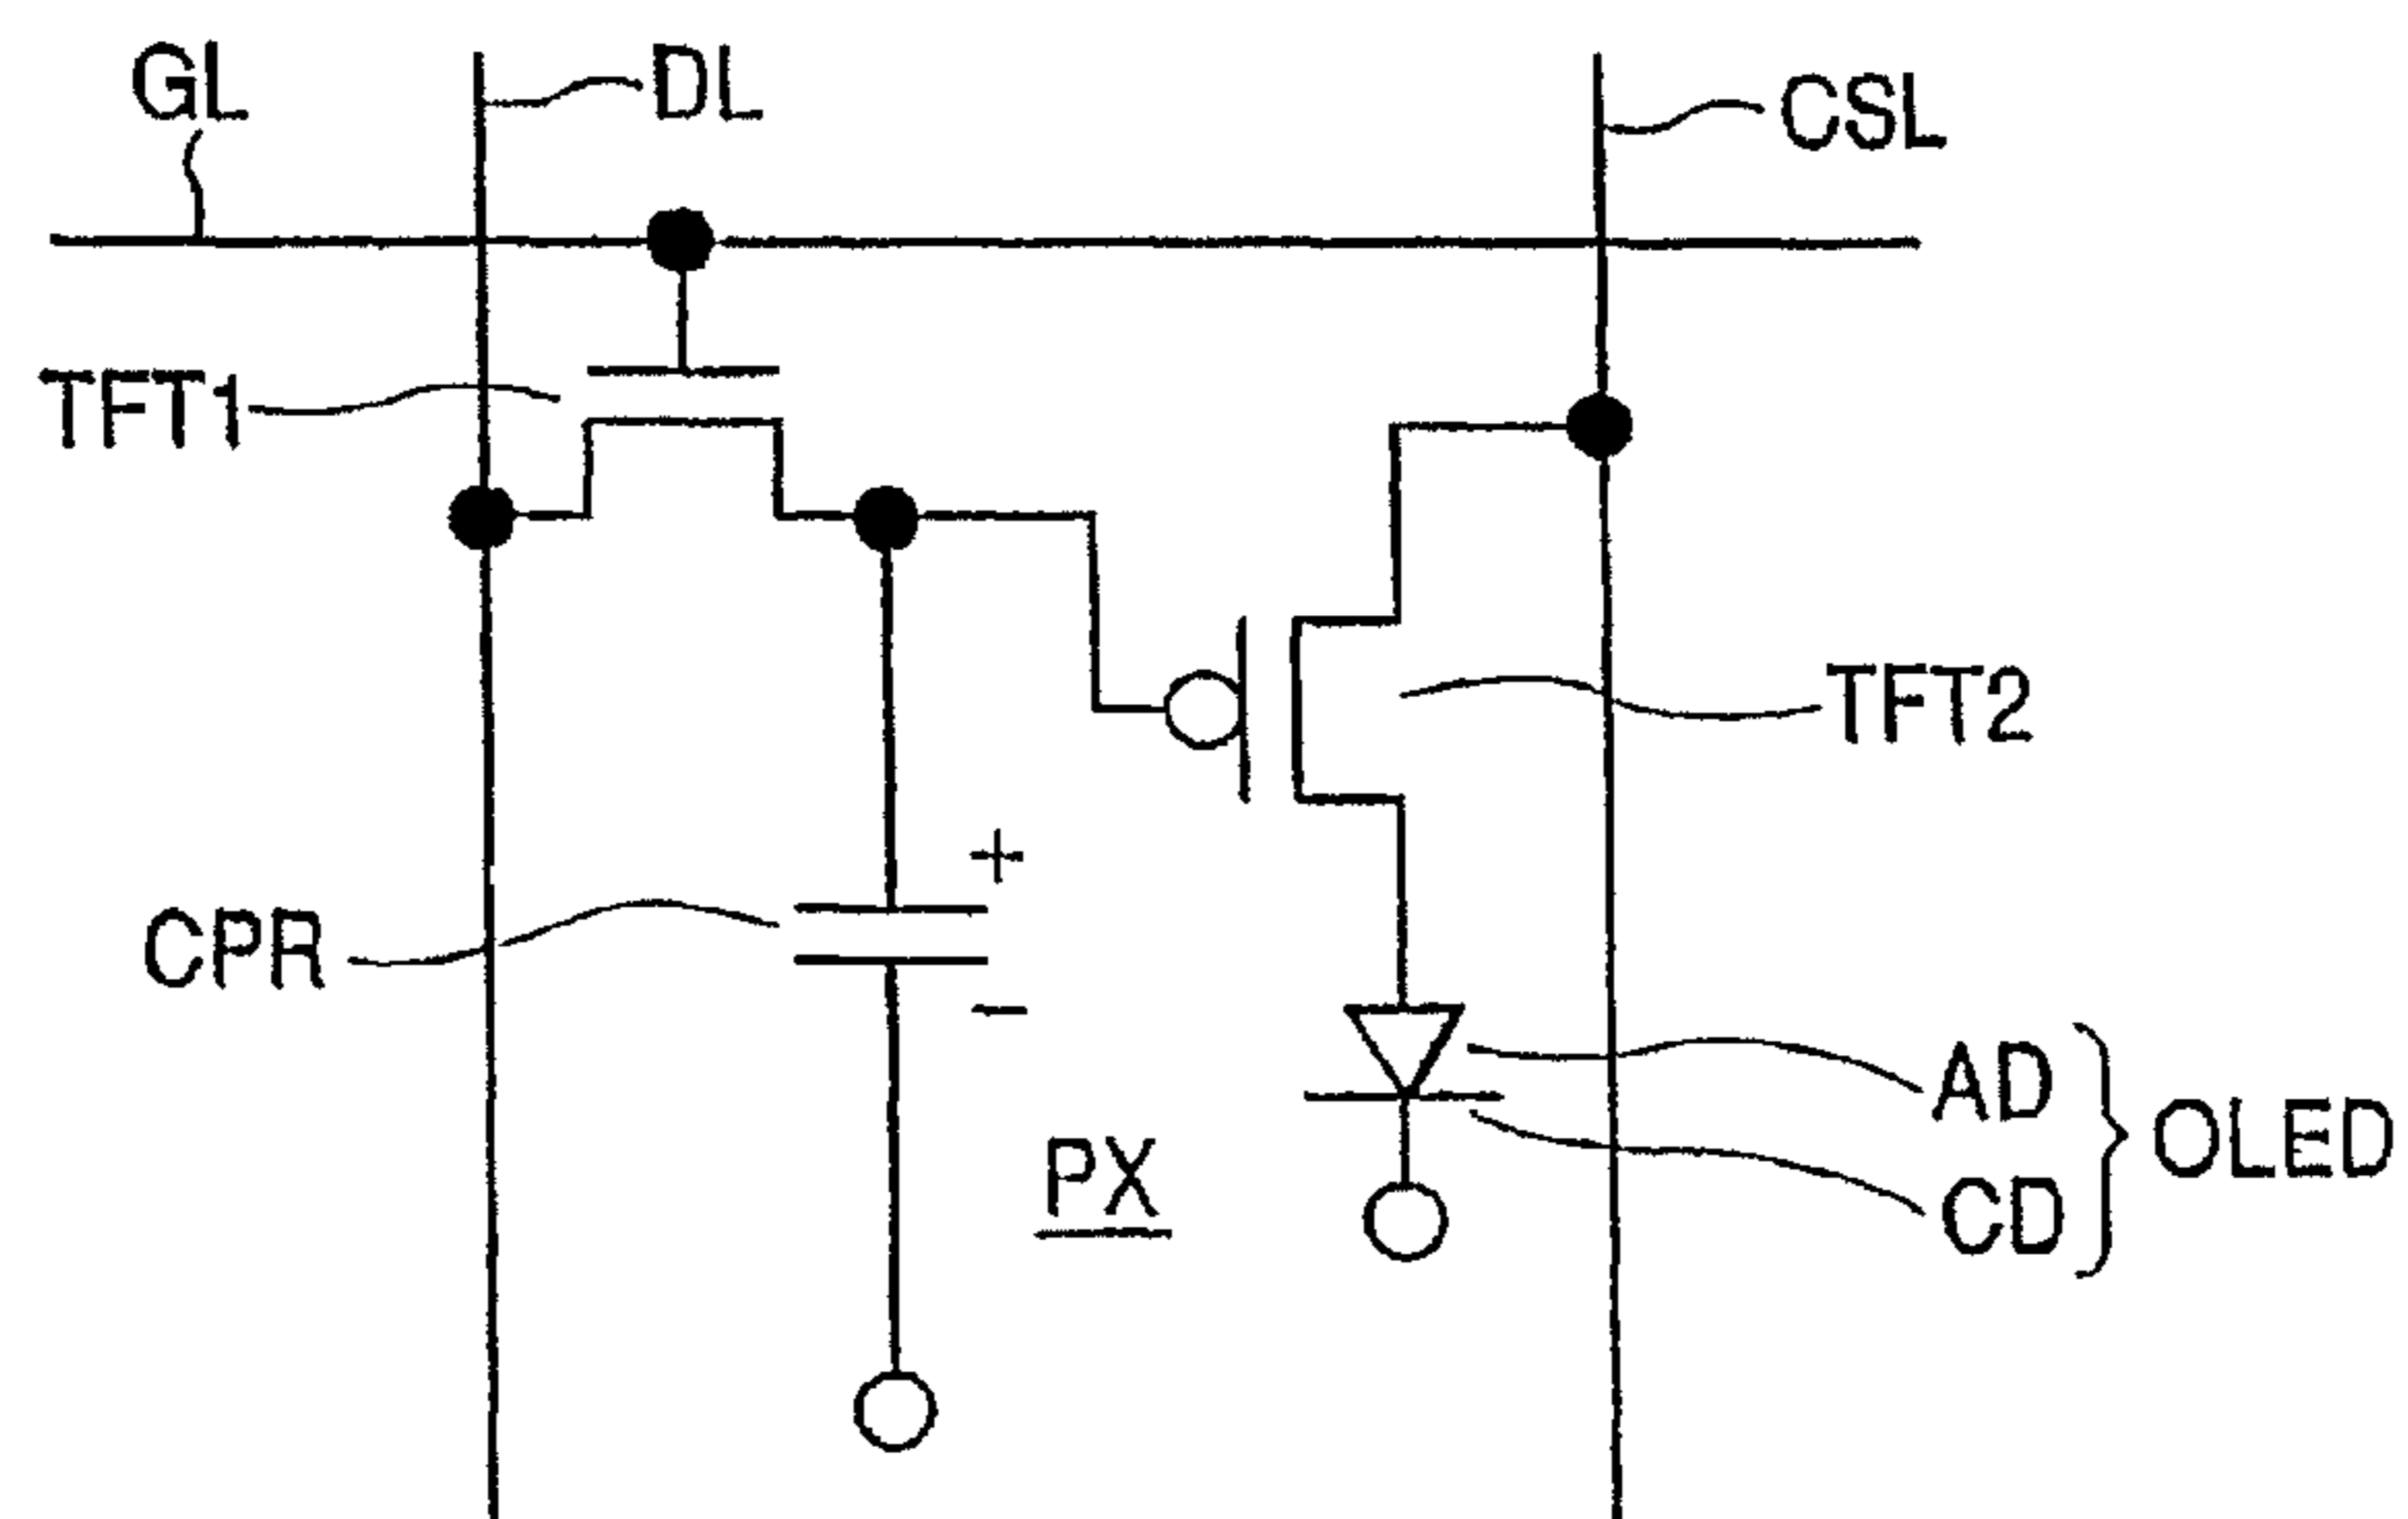 GL
DL
CSL
TFT1
TFT2
+
CPR
−
AD
OLED
PX
CD